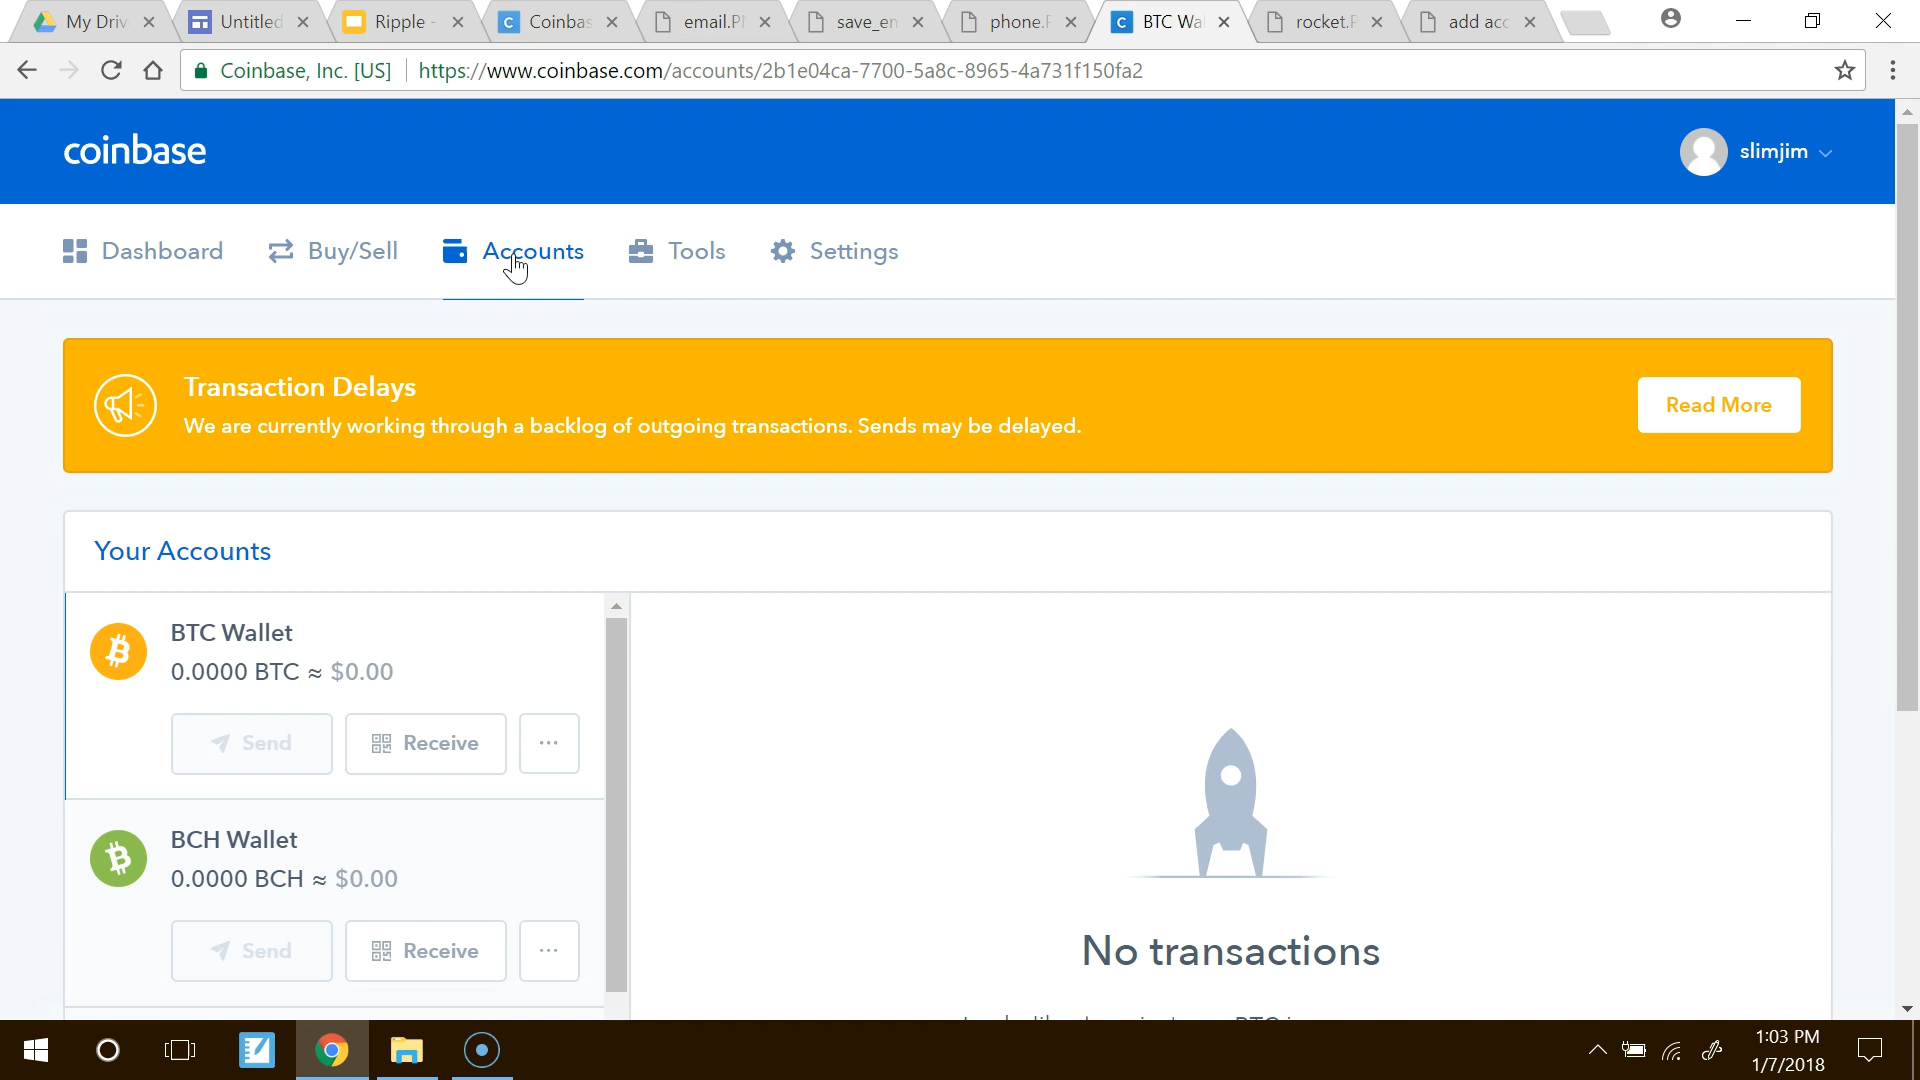 My Driv
Untitled
Ripple -
Coinbas
email.P
save_en
phone.P
BTC Wal
rocket.P
add acc
Coinbase, Inc. [US]
https://www.coinbase.com/accounts/2b1e04ca-7700-5a8c-8965-4a731f150fa2
coinbase
slimjim
Dashboard
Buy/Sell
Accounts
Tools
Settings
Transaction Delays
We are currently working through a backlog of outgoing transactions. Sends may be delayed.
Read More
Your Accounts
BTC Wallet
0.0000 BTC ≈ $0.00
Send
Receive
...
BCH Wallet
0.0000 BCH ≈ $0.00
Send
Receive
...
No transactions
1:03 PM
1/7/2018